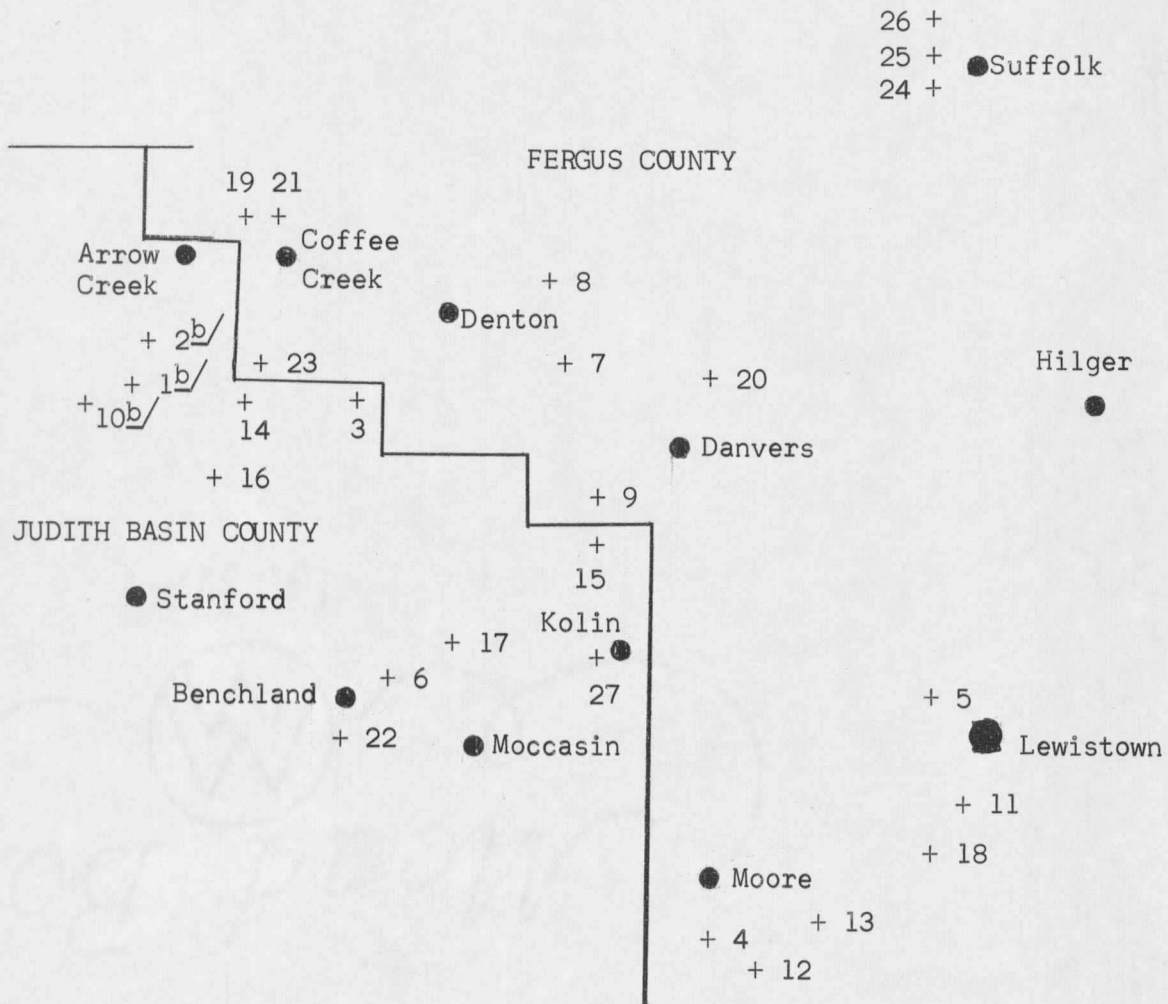 26 +
25 +
Suffolk
24 +
FERGUS COUNTY
19 21
+ +
Arrow
Creek
Coffee
Creek
+ 8
Denton
+ 2b/
+ 23
+ 7
+ 20
Hilger
+ 1b/
+10b/
+
14
+
3
Danvers
+ 16
+ 9
JUDITH BASIN COUNTY
+
15
Stanford
Kolin
+ 17
+
27
Benchland
+ 6
+ 5
+ 22
Moccasin
Lewistown
+ 11
+ 18
Moore
+ 13
+ 4
+ 12